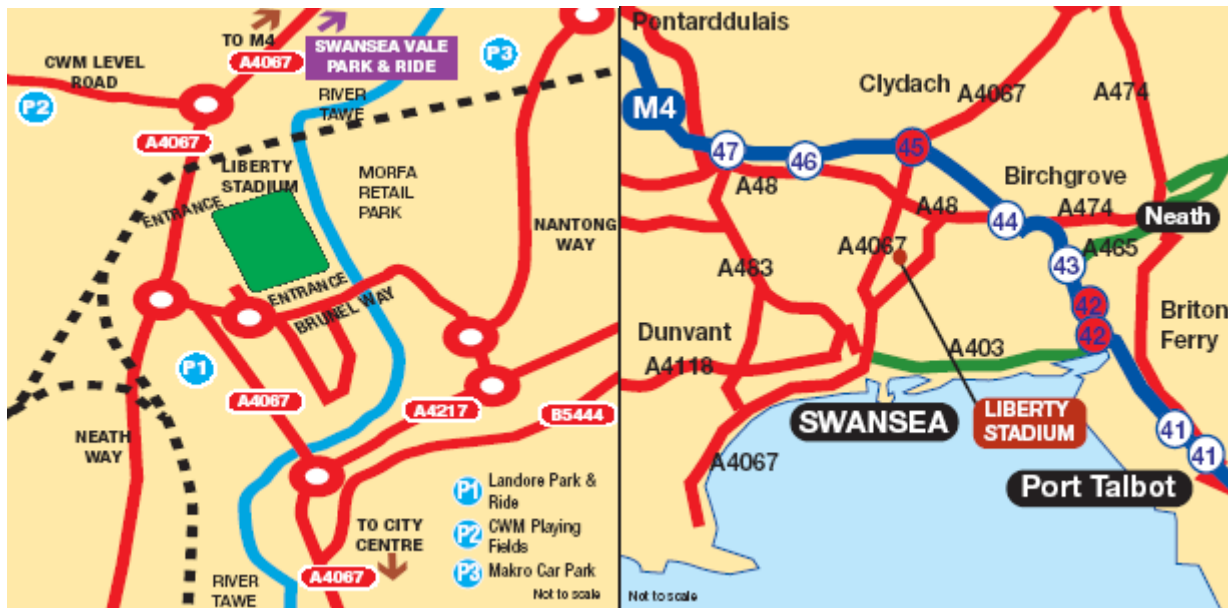 TO M4
A4067
SWANSEA VALE
PARK & RIDE
P3
CWM LEVEL
ROAD
P2
RIVER
TAWE
A4067
LIBERTY
STADIUM
ENTRANCE
MORFA
RETAIL
PARK
NANTONG
WAY
ENTRANCE
BRUNEL WAY
P1
A4067
A4217
B5444
NEATH
WAY
P1 Landore Park &
Ride
P2 CWM Playing
Fields
P3 Makro Car Park
Not to scale
TO CITY
CENTRE
A4067
RIVER
TAWE
Pontarddulais
Clydach
A4067
A474
M4
47
46
45
A48
Birchgrove
A48
44
A474
Neath
A4067
A465
43
A483
42
42
Briton
Ferry
Dunvant
A4118
A403
SWANSEA
LIBERTY
STADIUM
41
41
A4067
Port Talbot
Not to scale